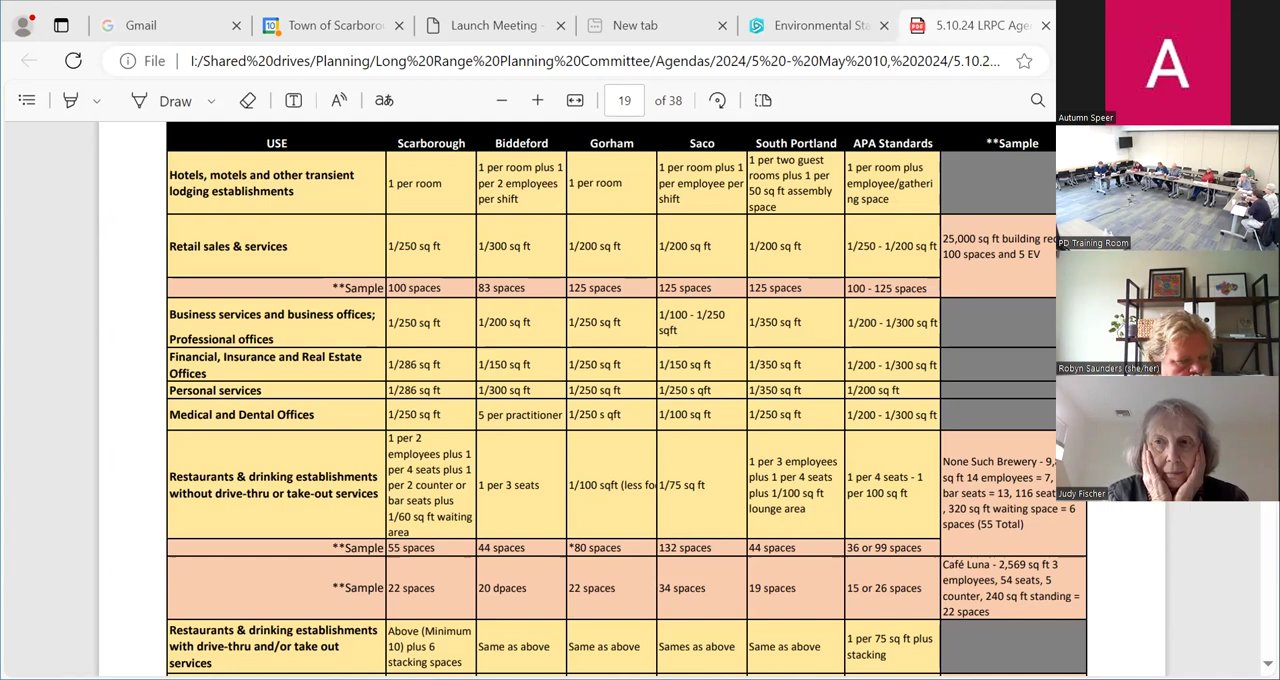 Gmail
Town of Scarboro
Launch Meeting -
New tab
Environmental Sta
5.10.24 LRPC Age
File
I:/Shared%20drives/Planning/Long%20Range%20Planning%20Committee/Agendas/2024/5%20-%20May%2010,%202024/5.10.2...
Draw
19 of 38
USE Scarborough Biddeford Gorham Saco South Portland APA Standards **Sample
Hotels, motels and other transient lodging establishments
1 per room
1 per room plus 1 per 2 employees per shift
1 per room
1 per room plus 1 per employee per shift
1 per two guest rooms plus 1 per 50 sq ft assembly space
1 per room plus employee/gathering space
Retail sales & services 1/250 sq ft 1/300 sq ft 1/200 sq ft 1/200 sq ft 1/200 sq ft 1/250 - 1/200 sq ft
25,000 sq ft building re
100 spaces and 5 EV
**Sample 100 spaces 83 spaces 125 spaces 125 spaces 125 spaces 100 - 125 spaces
Business services and business offices;
Professional offices
1/250 sq ft 1/200 sq ft 1/250 sq ft 1/100 - 1/250 sqft 1/350 sq ft 1/200 - 1/300 sq ft
Financial, Insurance and Real Estate Offices
1/286 sq ft 1/150 sq ft 1/250 sq ft 1/150 sq ft 1/350 sq ft 1/200 - 1/300 sq ft
Personal services 1/286 sq ft 1/300 sq ft 1/250 sq ft 1/250 s qft 1/350 sq ft 1/200 sq ft
Medical and Dental Offices 1/250 sq ft 5 per practitioner 1/250 s qft 1/100 sq ft 1/250 sq ft 1/200 - 1/300 sq ft
Restaurants & drinking establishments
without drive-thru or take-out services
1 per 2
employees plus 1
per 4 seats plus 1
per 2 counter or
bar seats plus
1/60 sq ft waiting
area
1 per 3 seats
1/100 sqft (less fo
1/75 sq ft
1 per 3 employees
plus 1 per 4 seats
plus 1/100 sq ft
lounge area
1 per 4 seats - 1
per 100 sq ft
None Such Brewery - 9,
sq ft 14 employees = 7,
bar seats = 13, 116 seat
, 320 sq ft waiting space = 6
spaces (55 Total)
**Sample 55 spaces 44 spaces *80 spaces 132 spaces 44 spaces 36 or 99 spaces
**Sample 22 spaces 20 dpaces 22 spaces 34 spaces 19 spaces 15 or 26 spaces
Café Luna - 2,569 sq ft 3
employees, 54 seats, 5
counter, 240 sq ft standing =
22 spaces
Restaurants & drinking establishments
with drive-thru and/or take out
services
Above (Minimum
10) plus 6
stacking spaces
Same as above
Same as above
Sames as above
Same as above
1 per 75 sq ft plus
stacking
A
Autumn Speer
PD Training Room
Robyn Saunders (she/her)
Judy Fischer